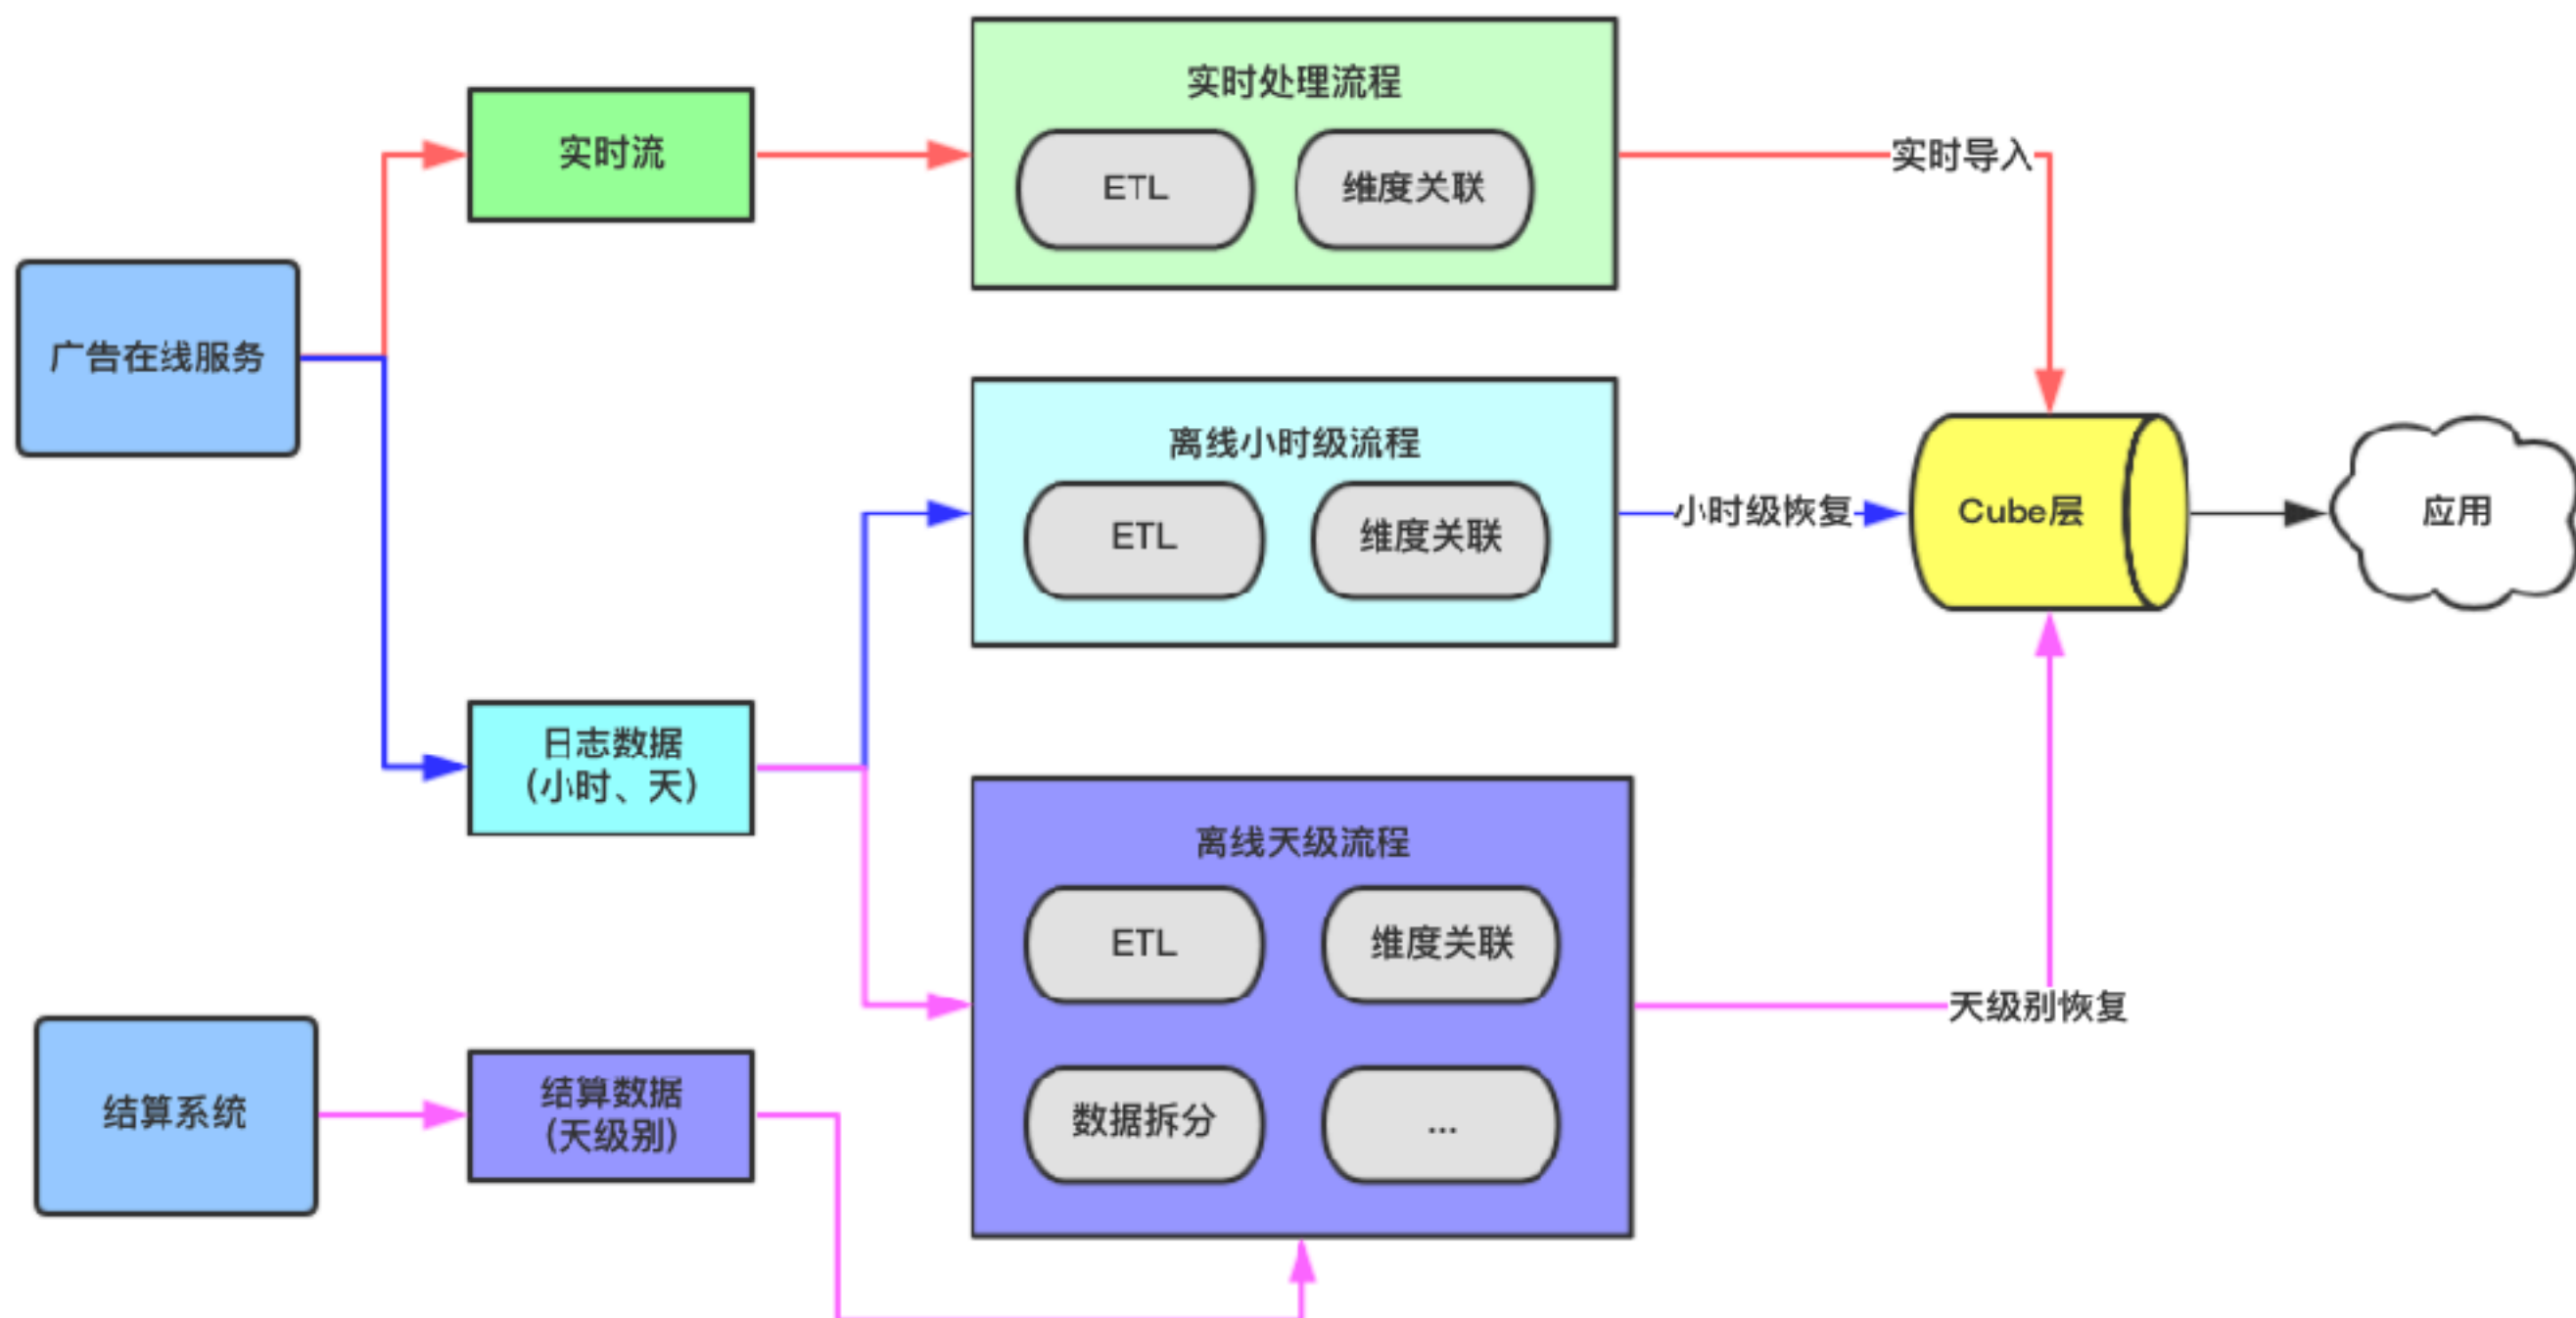 实时处理流程
实时流
ETL
维度关联
实时导入
广告在线服务
离线小时级流程
ETL
维度关联
小时级恢复
Cube层
应用
日志数据
(小时、天)
离线天级流程
ETL
维度关联
天级别恢复
结算系统
结算数据
(天级别)
数据拆分
...